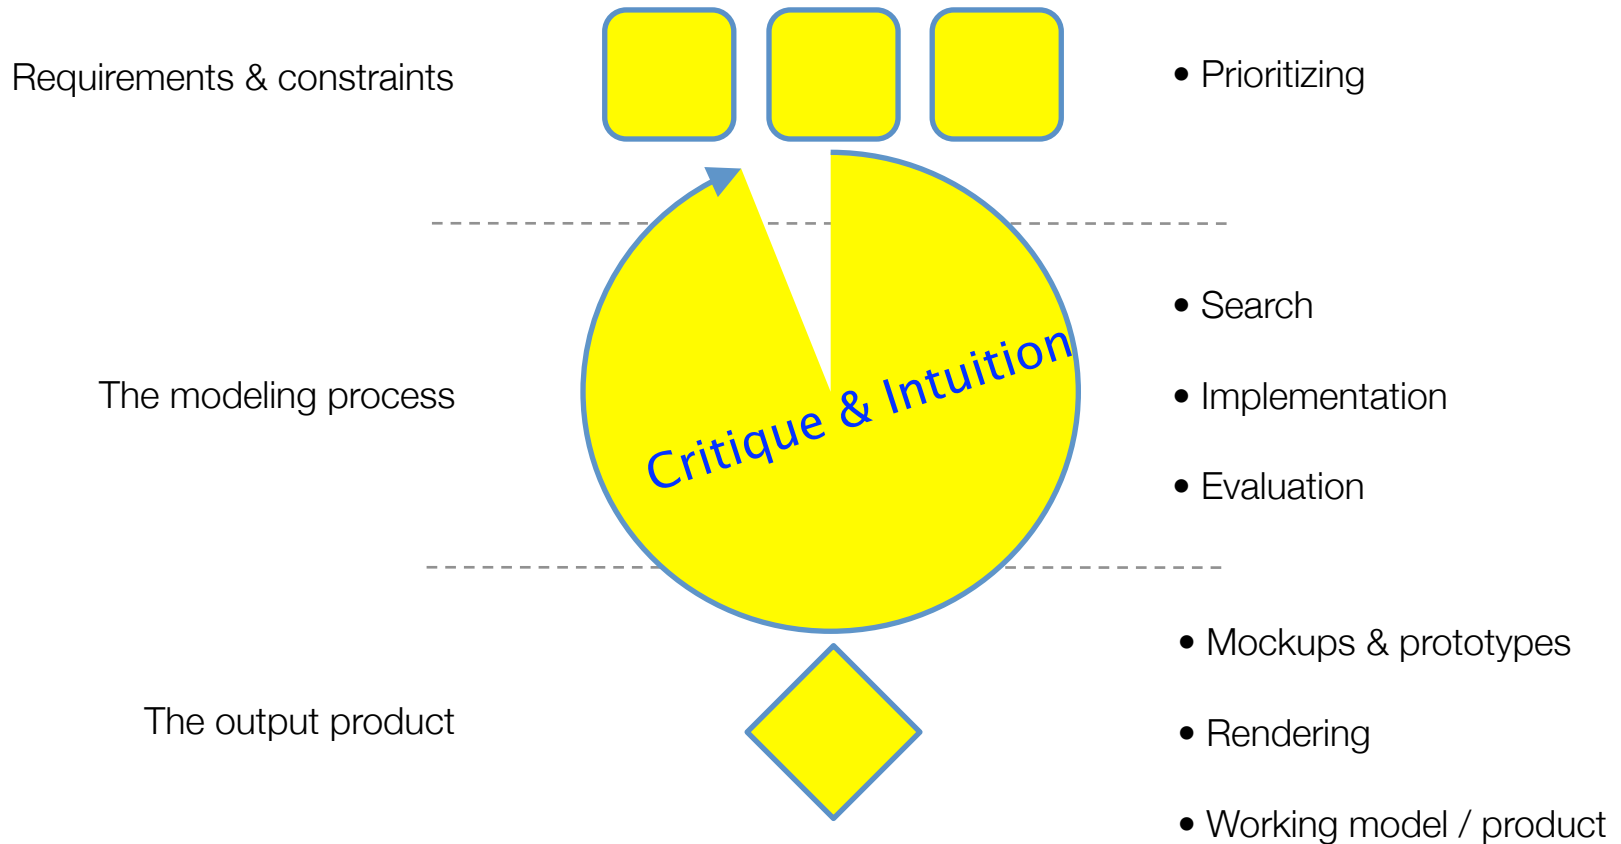 Requirements & constraints
• Prioritizing
The modeling process
Critique & Intuition
• Search
• Implementation
• Evaluation
The output product
• Mockups & prototypes
• Rendering
• Working model / product